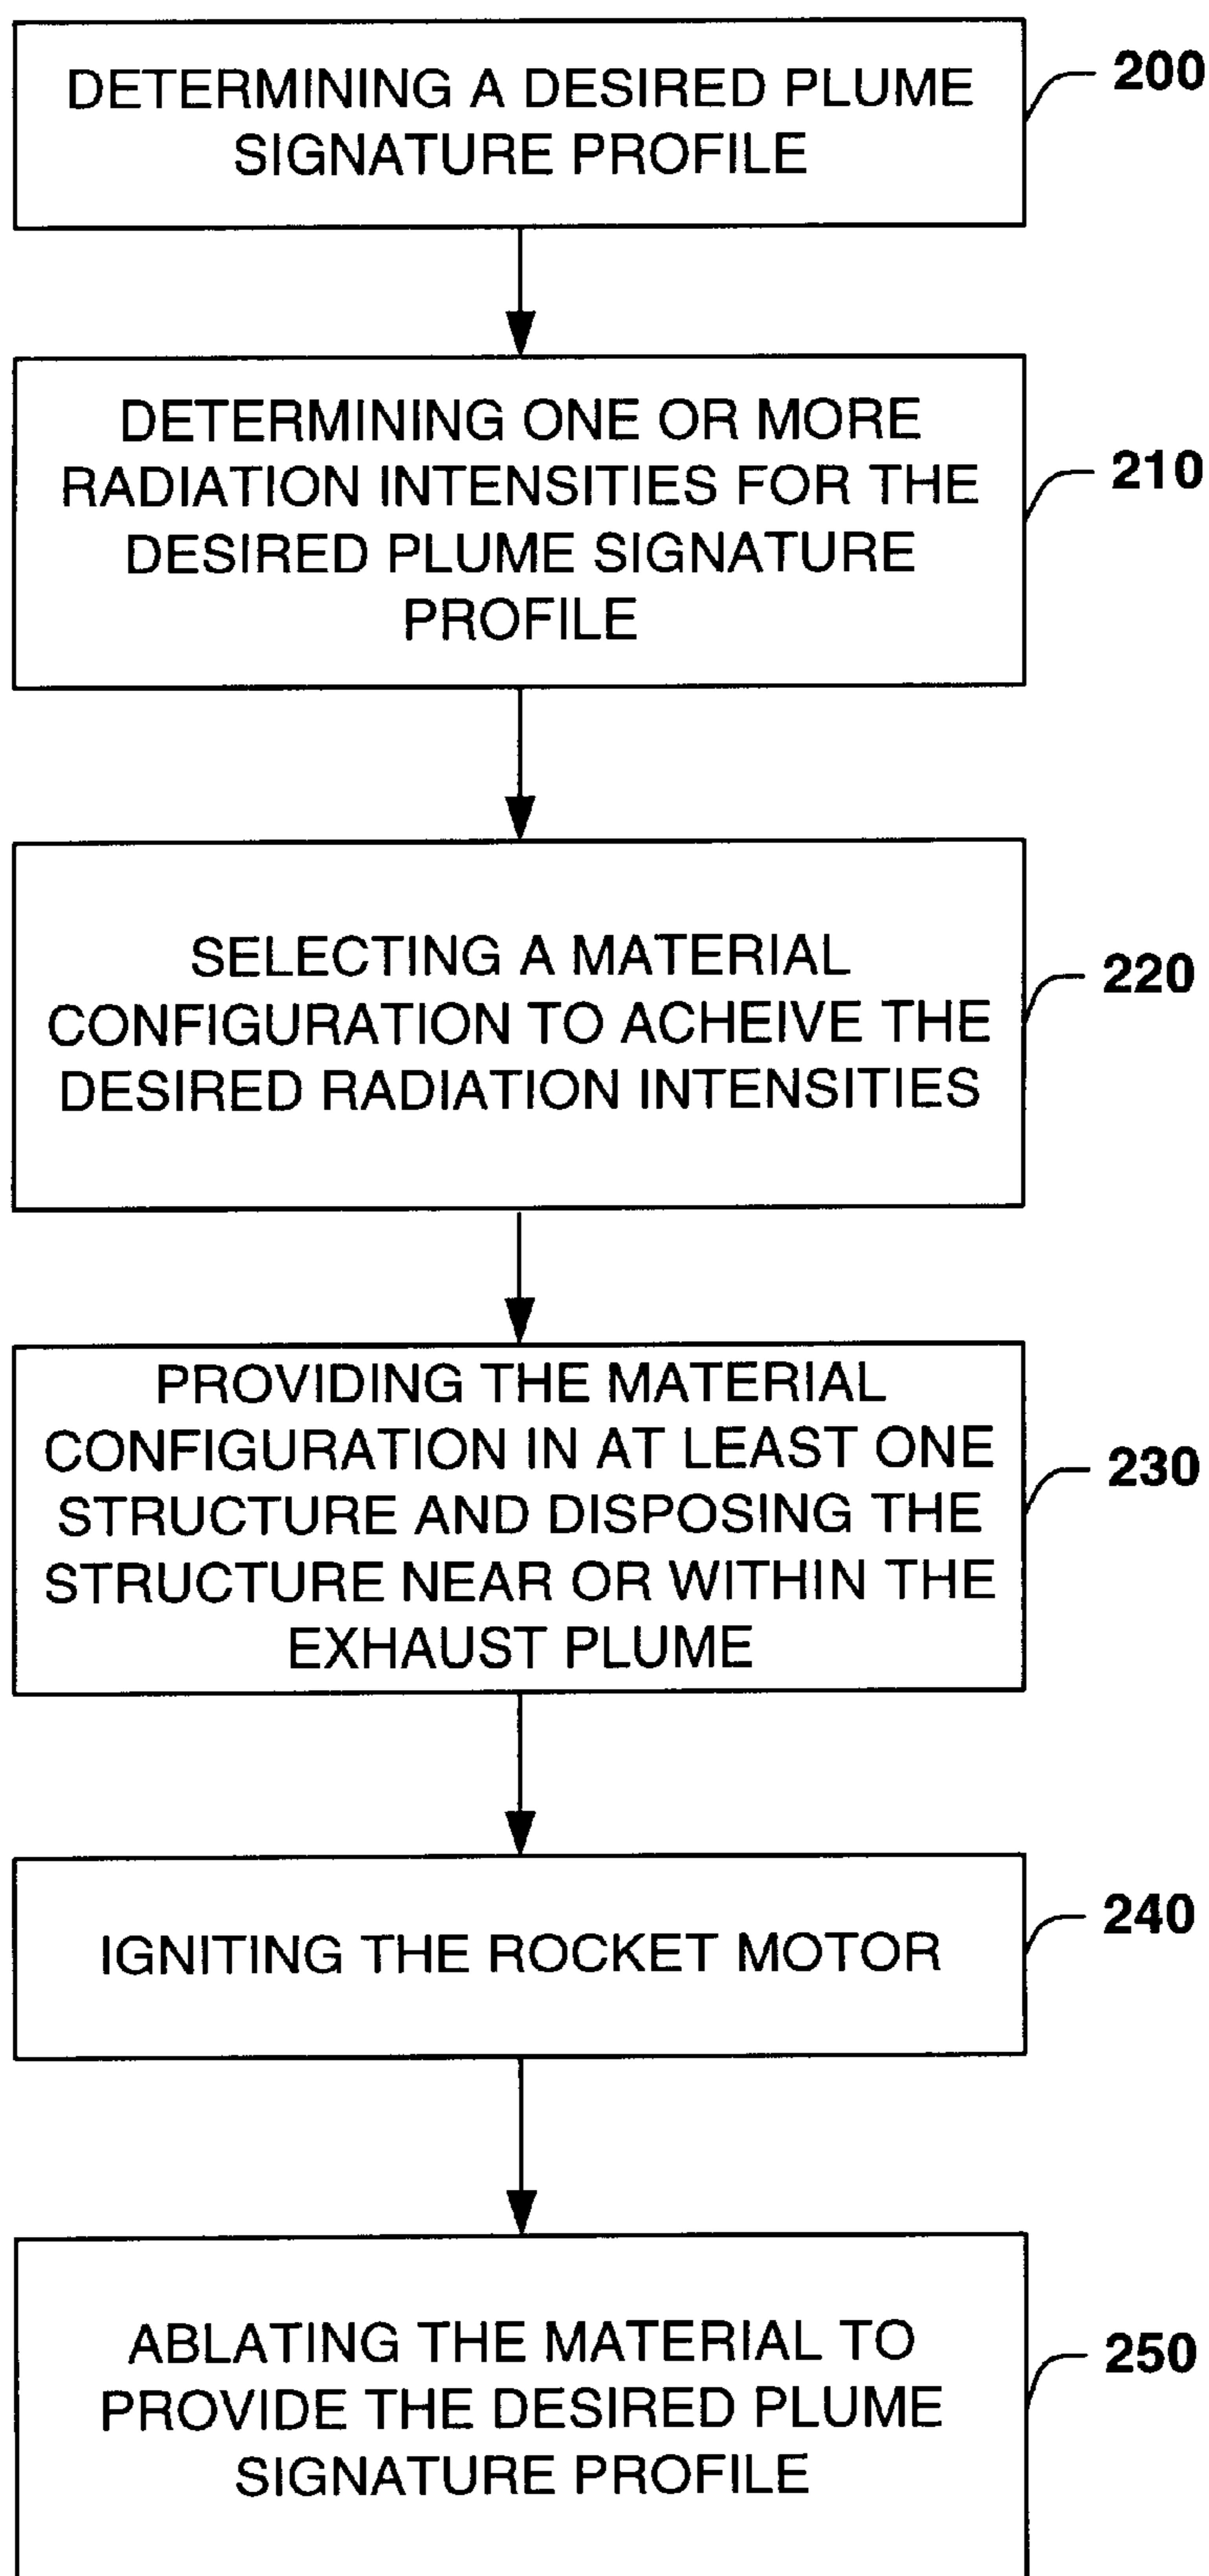 DETERMINING A DESIRED PLUME
SIGNATURE PROFILE
200
DETERMINING ONE OR MORE
RADIATION INTENSITIES FOR THE
DESIRED PLUME SIGNATURE
PROFILE
210
SELECTING A MATERIAL
CONFIGURATION TO ACHEIVE THE
DESIRED RADIATION INTENSITIES
220
PROVIDING THE MATERIAL
CONFIGURATION IN AT LEAST ONE
STRUCTURE AND DISPOSING THE
STRUCTURE NEAR OR WITHIN THE
EXHAUST PLUME
230
IGNITING THE ROCKET MOTOR
240
ABLATING THE MATERIAL TO
PROVIDE THE DESIRED PLUME
SIGNATURE PROFILE
250